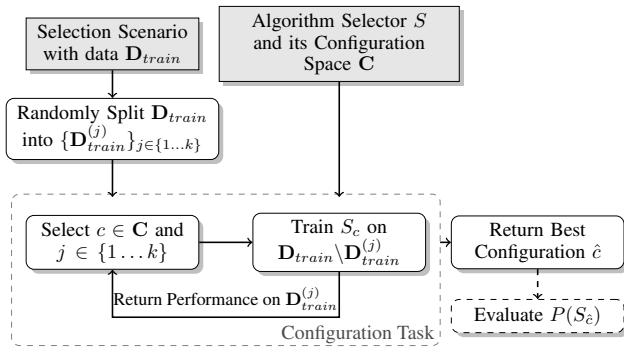 Selection Scenario
with data D_train
Algorithm Selector S
and its Configuration
Space C
Randomly Split D_train
into {D_train^(j)}_j∈{1...k}
Select c ∈ C and
j ∈ {1 . . . k}
Train S_c on
D_train\D_train^(j)
Return Best
Configuration ĉ
Return Performance on D_train^(j)
Evaluate P(S_ĉ)
Configuration Task